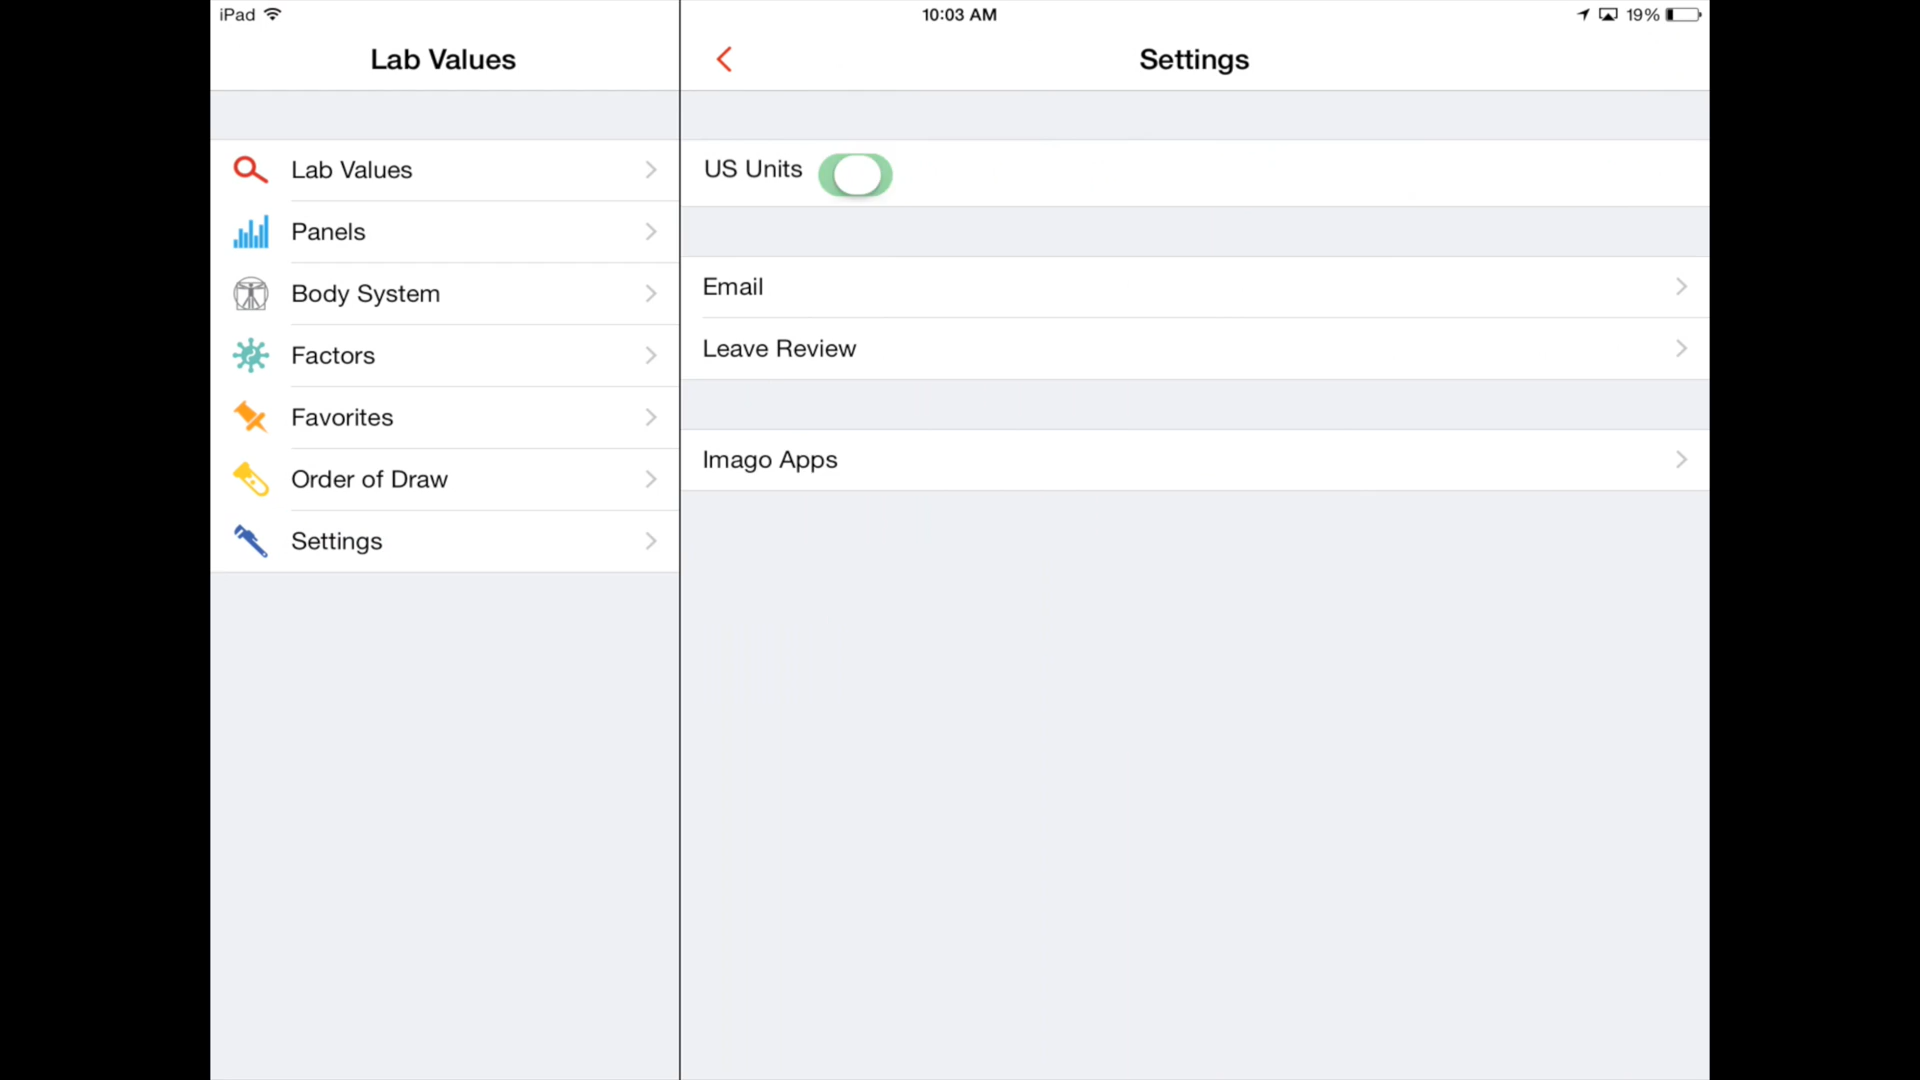 iPad
10:03 AM
19%
Lab Values
Settings
Lab Values
Panels
Body System
Factors
Favorites
Order of Draw
Settings
US Units
Email
Leave Review
Imago Apps